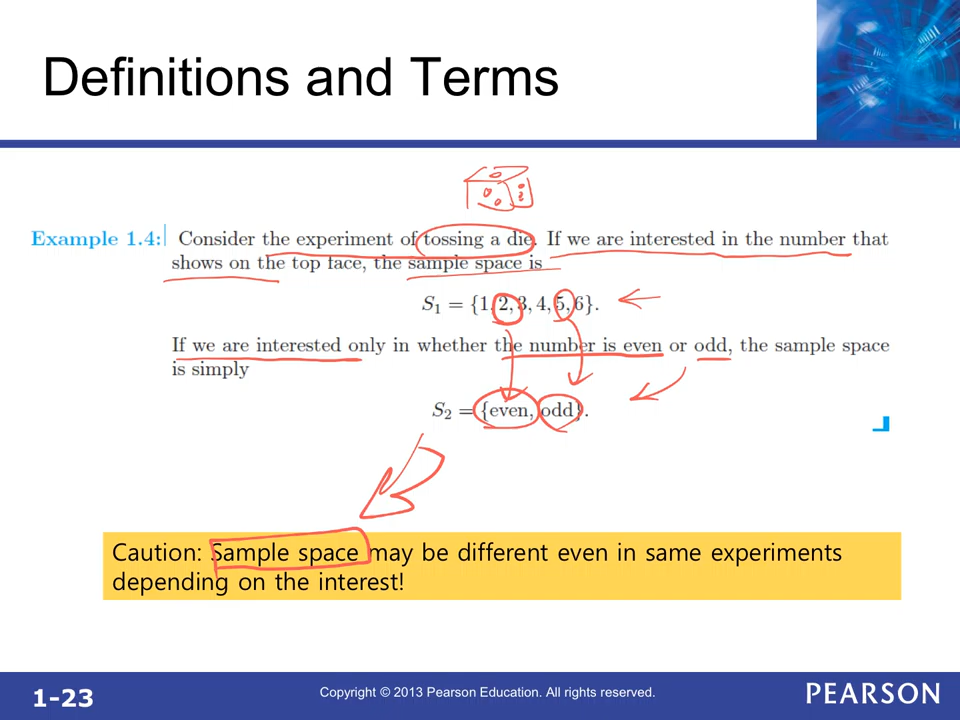 Definitions and Terms
Example 1.4: Consider the experiment of tossing a die. If we are interested in the number that
shows on the top face, the sample space is
S₁ = {1, 2, 3, 4, 5, 6}.
If we are interested only in whether the number is even or odd, the sample space
is simply
S₂ = {even, odd}.
Caution: Sample space may be different even in same experiments
depending on the interest!
1-23
Copyright © 2013 Pearson Education. All rights reserved.
PEARSON